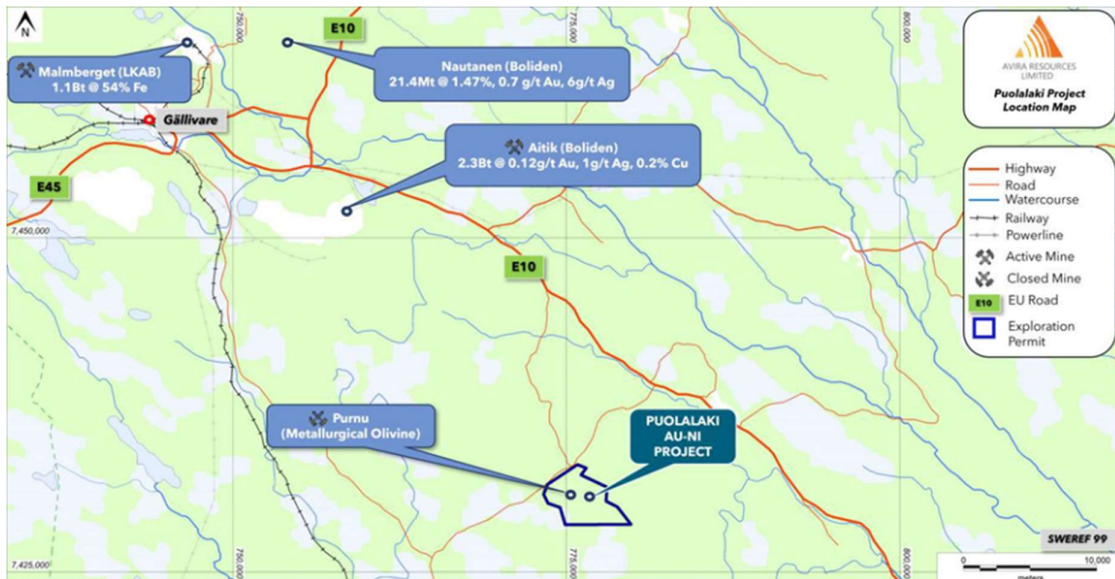 N
750,000
775,000
800,000
E10
Malmberget (LKAB)
1.1Bt @ 54% Fe
Nautanen (Boliden)
21.4Mt @ 1.47%, 0.7 g/t Au, 6g/t Ag
AVIRA RESOURCES
LIMITED
Puolalaki Project
Location Map
Gällivare
Aitik (Boliden)
2.3Bt @ 0.12g/t Au, 1g/t Ag, 0.2% Cu
E45
7,450,000
E10
Highway
Road
Watercourse
Railway
Powerline
Active Mine
Closed Mine
E10 EU Road
Exploration
Permit
Purnu
(Metallurgical Olivine)
PUOLALAKI
AU-NI
PROJECT
SWEREF 99
7,425,000
750,000
775,000
800,000
0 10,000
meters